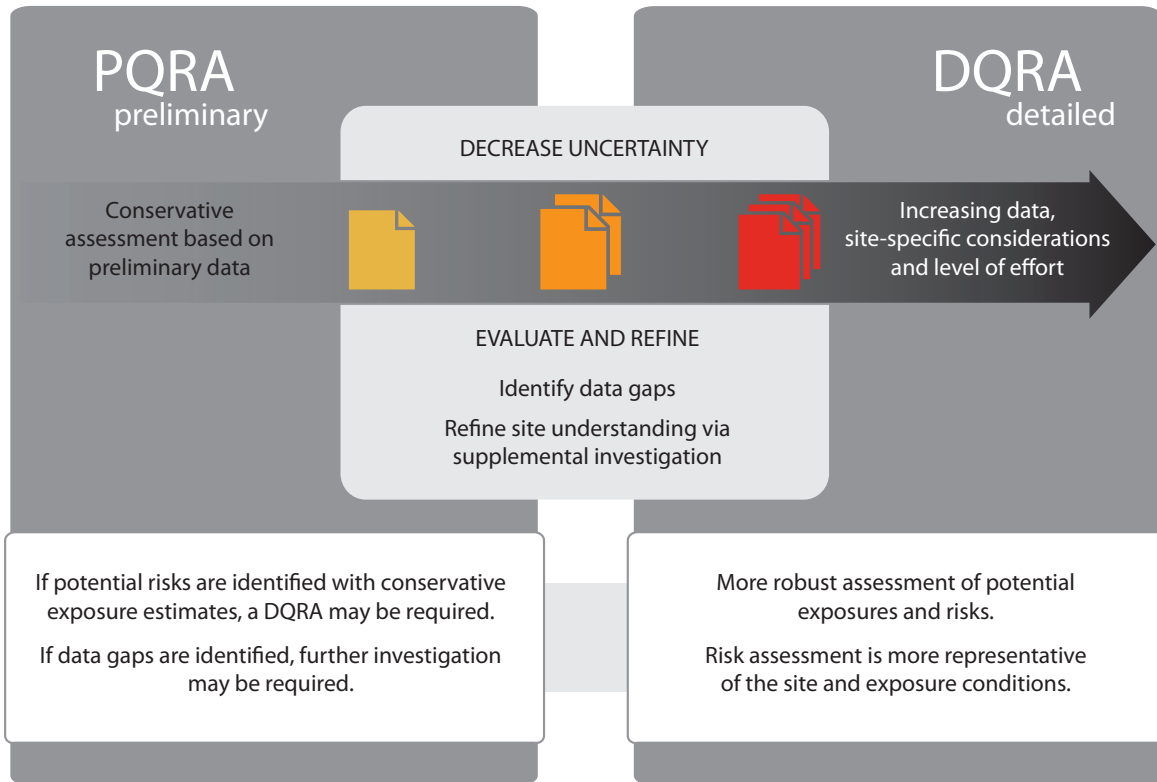 PQRA
preliminary
DQRA
detailed
DECREASE UNCERTAINTY
Conservative
assessment based on
preliminary data
Increasing data,
site-specific considerations
and level of effort
EVALUATE AND REFINE
Identify data gaps
Refine site understanding via
supplemental investigation
If potential risks are identified with conservative
exposure estimates, a DQRA may be required.
If data gaps are identified, further investigation
may be required.
More robust assessment of potential
exposures and risks.
Risk assessment is more representative
of the site and exposure conditions.